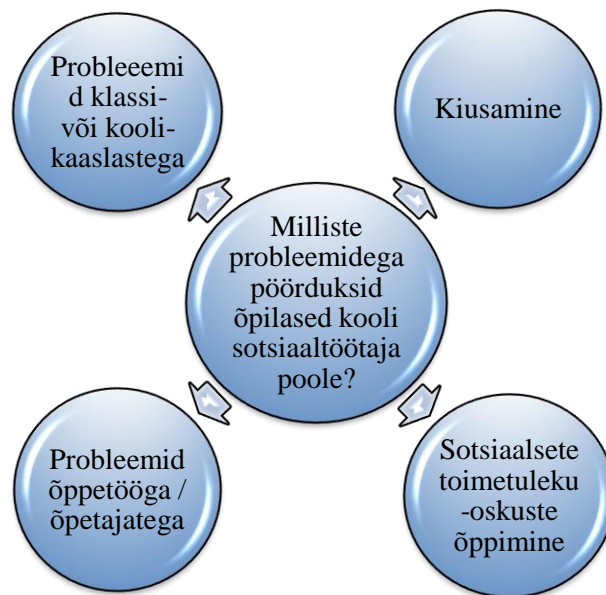 Probleeemi
d klassi-
või kooli-
kaaslastega
Kiusamine
Milliste
probleemidega
pöörduksid
õpilased kooli
sotsiaaltöötaja
poole?
Probleemid
õppetööga /
õpetajatega
Sotsiaalsete
toimetuleku
-oskuste
õppimine